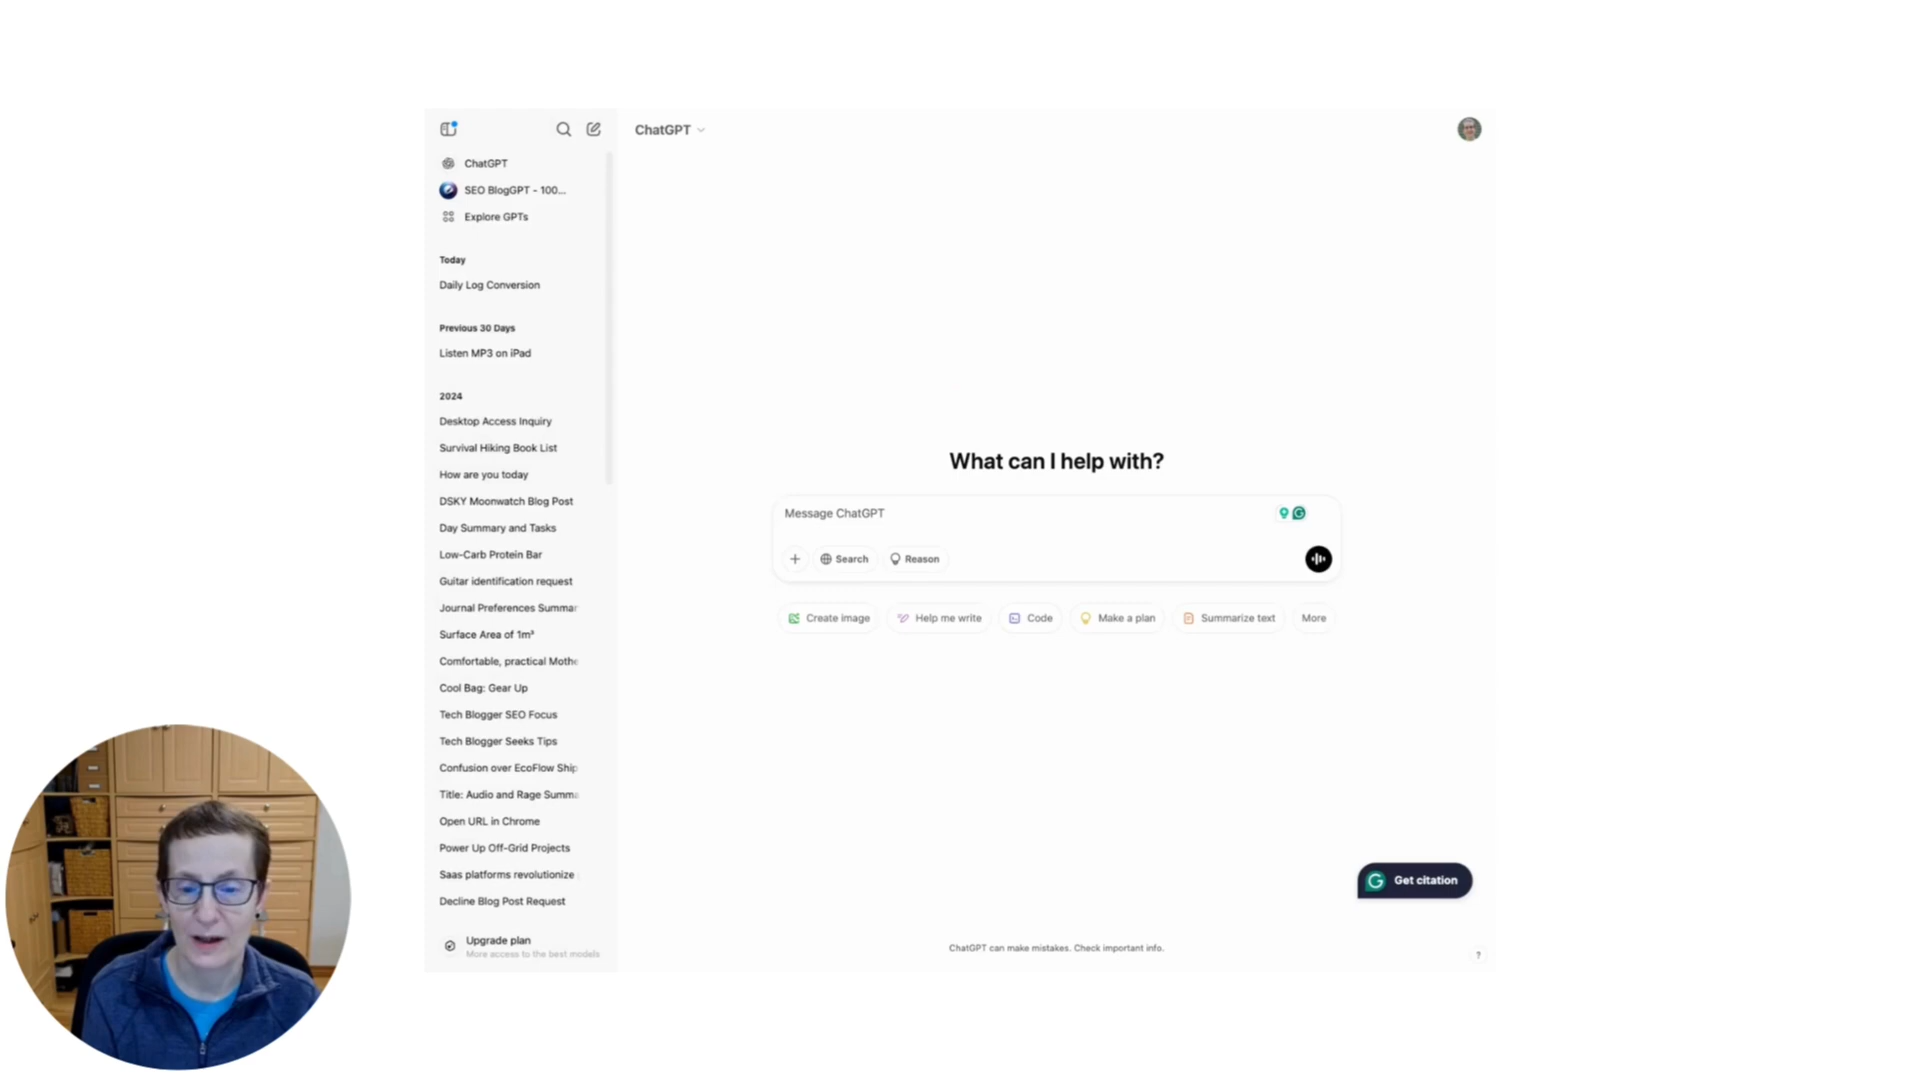 ChatGPT
SEO BlogGPT - 100...
Explore GPTs
Today
Daily Log Conversion
Previous 30 Days
Listen MP3 on iPad
2024
Desktop Access Inquiry
Survival Hiking Book List
How are you today
DSKY Moonwatch Blog Post
Day Summary and Tasks
Low-Carb Protein Bar
Guitar identification request
Journal Preferences Summar
Surface Area of 1m³
Comfortable, practical Mothe
Cool Bag: Gear Up
Tech Blogger SEO Focus
Tech Blogger Seeks Tips
Confusion over EcoFlow Ship
Title: Audio and Rage Summa
Open URL in Chrome
Power Up Off-Grid Projects
Saas platforms revolutionize
Decline Blog Post Request
Upgrade plan
More access to the best models
ChatGPT
What can I help with?
Message ChatGPT
Search
Reason
Create image
Help me write
Code
Make a plan
Summarize text
More
Get citation
ChatGPT can make mistakes. Check important info.
?